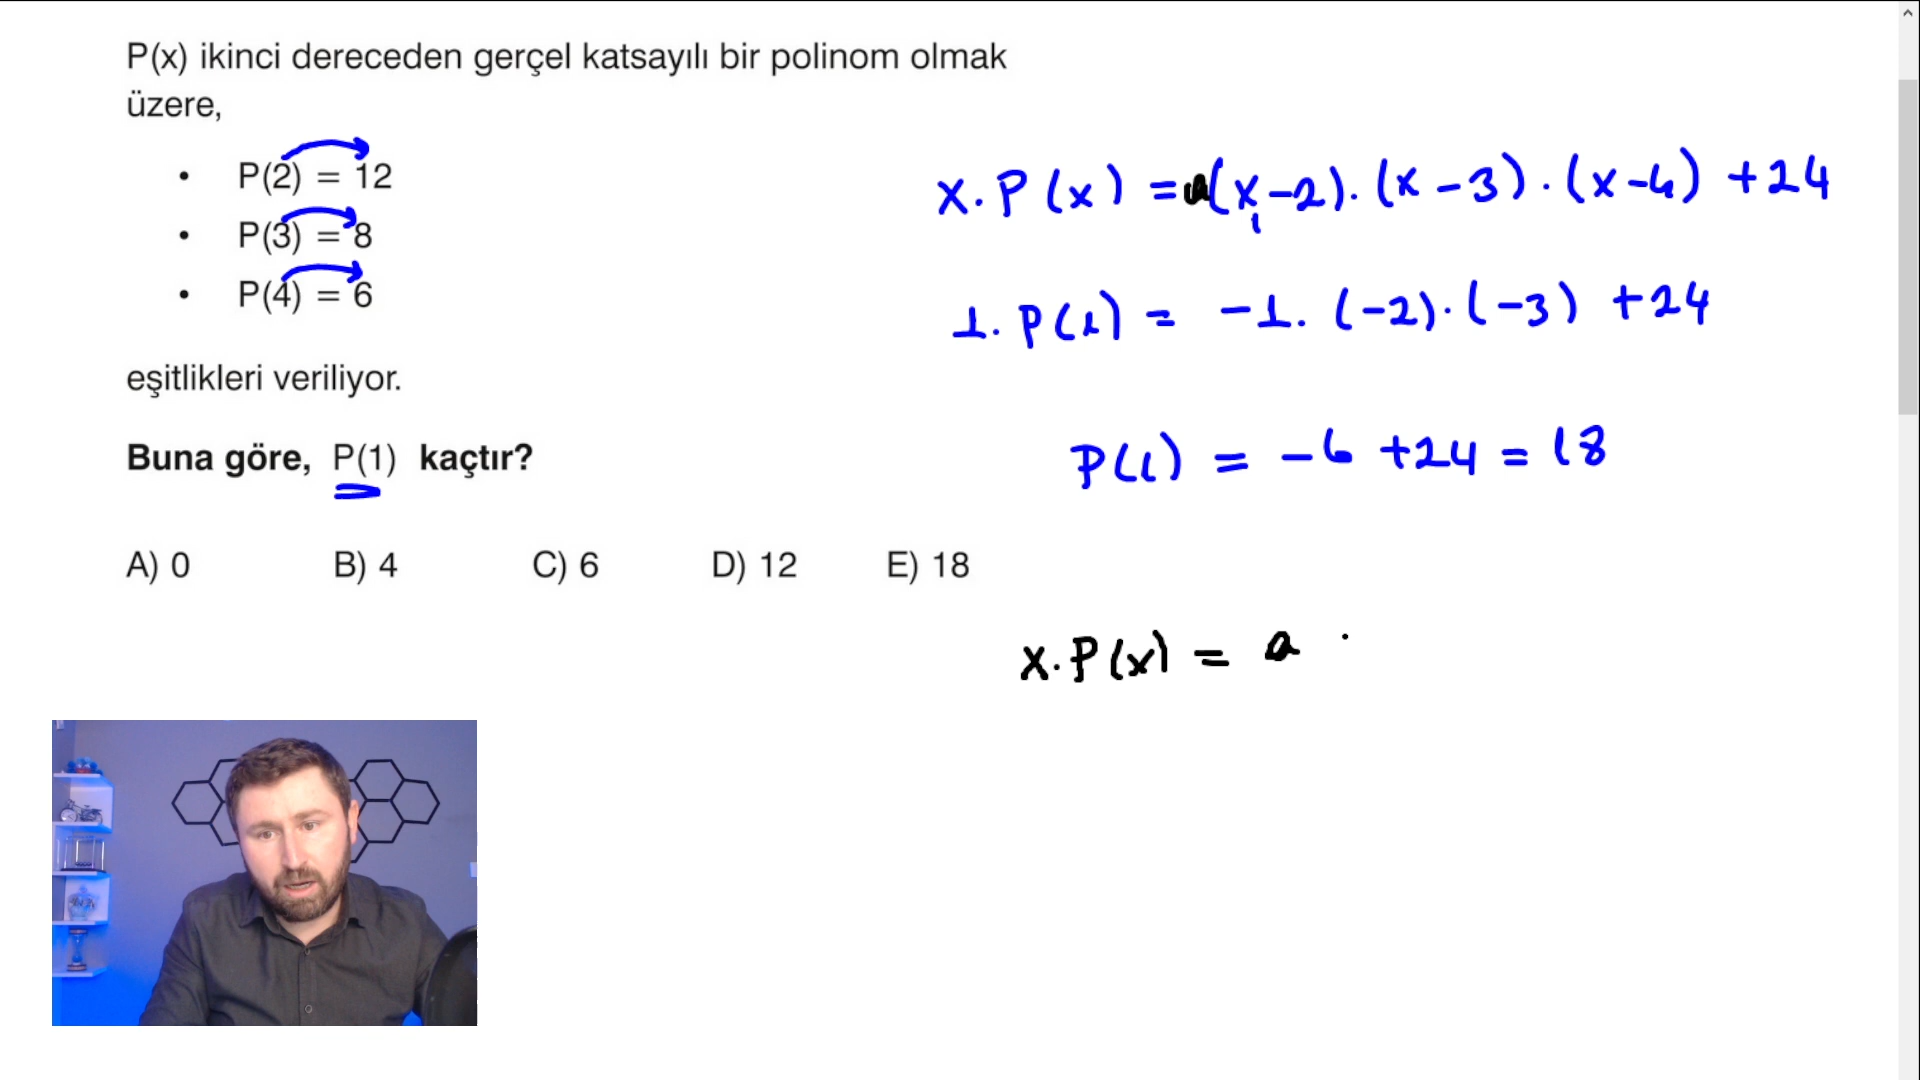 P(x) ikinci dereceden gerçel katsayılı bir polinom olmak
üzere,
• P(2) = 12
• P(3) = 8
• P(4) = 6
eşitlikleri veriliyor.
Buna göre, P(1) kaçtır?
A) 0 B) 4 C) 6 D) 12 E) 18
x.P(x) = a(x-2).(x-3).(x-4) +24
1.P(1) = -1.(-2).(-3) +24
P(1) = -6 +24 = 18
x.P(x) = a .